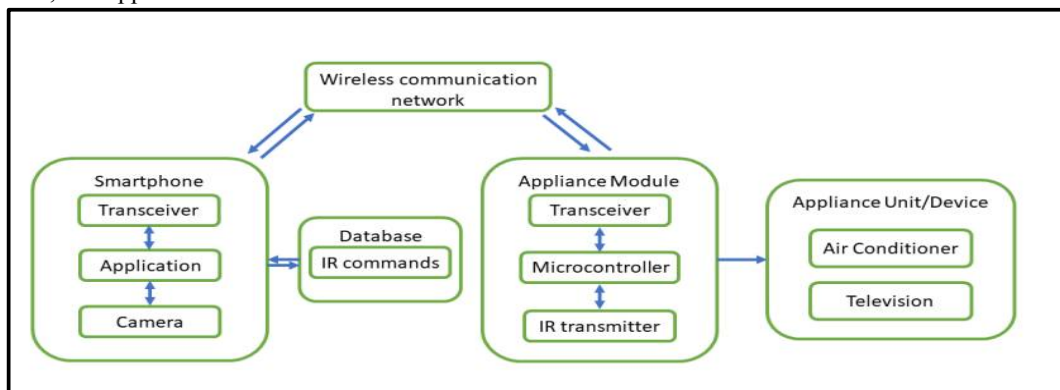 Wireless communication
network
Smartphone
Transceiver
Application
Camera
Database
IR commands
Appliance Module
Transceiver
Microcontroller
IR transmitter
Appliance Unit/Device
Air Conditioner
Television